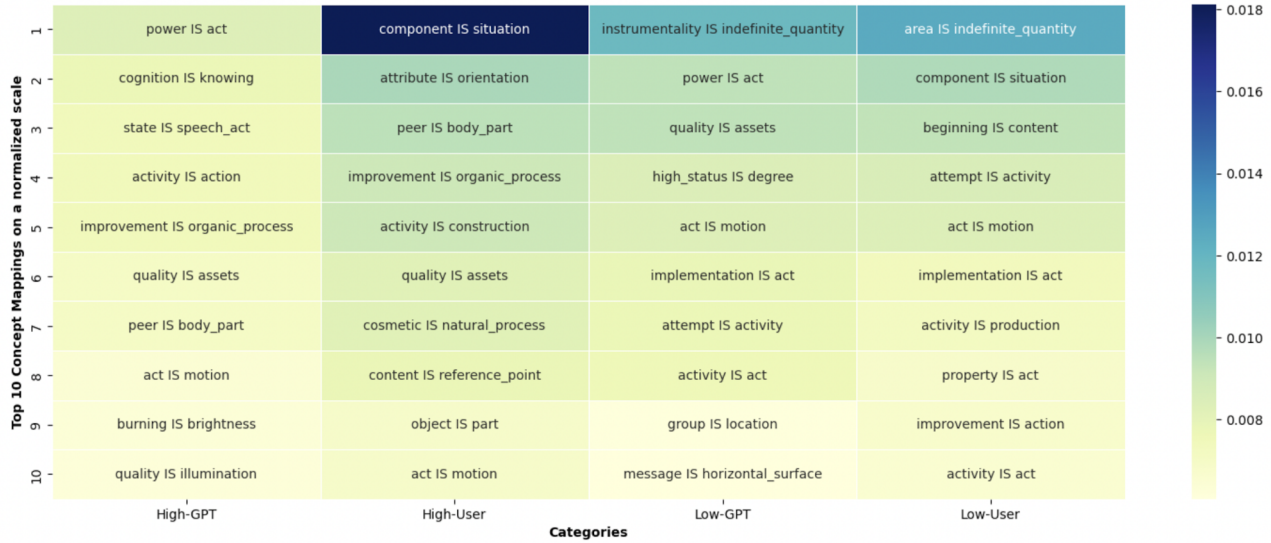 Top 10 Concept Mappings on a normalized scale
1 power IS act component IS situation instrumentality IS indefinite_quantity area IS indefinite_quantity
2 cognition IS knowing attribute IS orientation power IS act component IS situation
3 state IS speech_act peer IS body_part quality IS assets beginning IS content
4 activity IS action improvement IS organic_process high_status IS degree attempt IS activity
5 improvement IS organic_process activity IS construction act IS motion act IS motion
6 quality IS assets quality IS assets implementation IS act implementation IS act
7 peer IS body_part cosmetic IS natural_process attempt IS activity activity IS production
8 act IS motion content IS reference_point activity IS act property IS act
9 burning IS brightness object IS part group IS location improvement IS action
10 quality IS illumination act IS motion message IS horizontal_surface activity IS act
High-GPT High-User Low-GPT Low-User
Categories
0.018
0.016
0.014
0.012
0.010
0.008